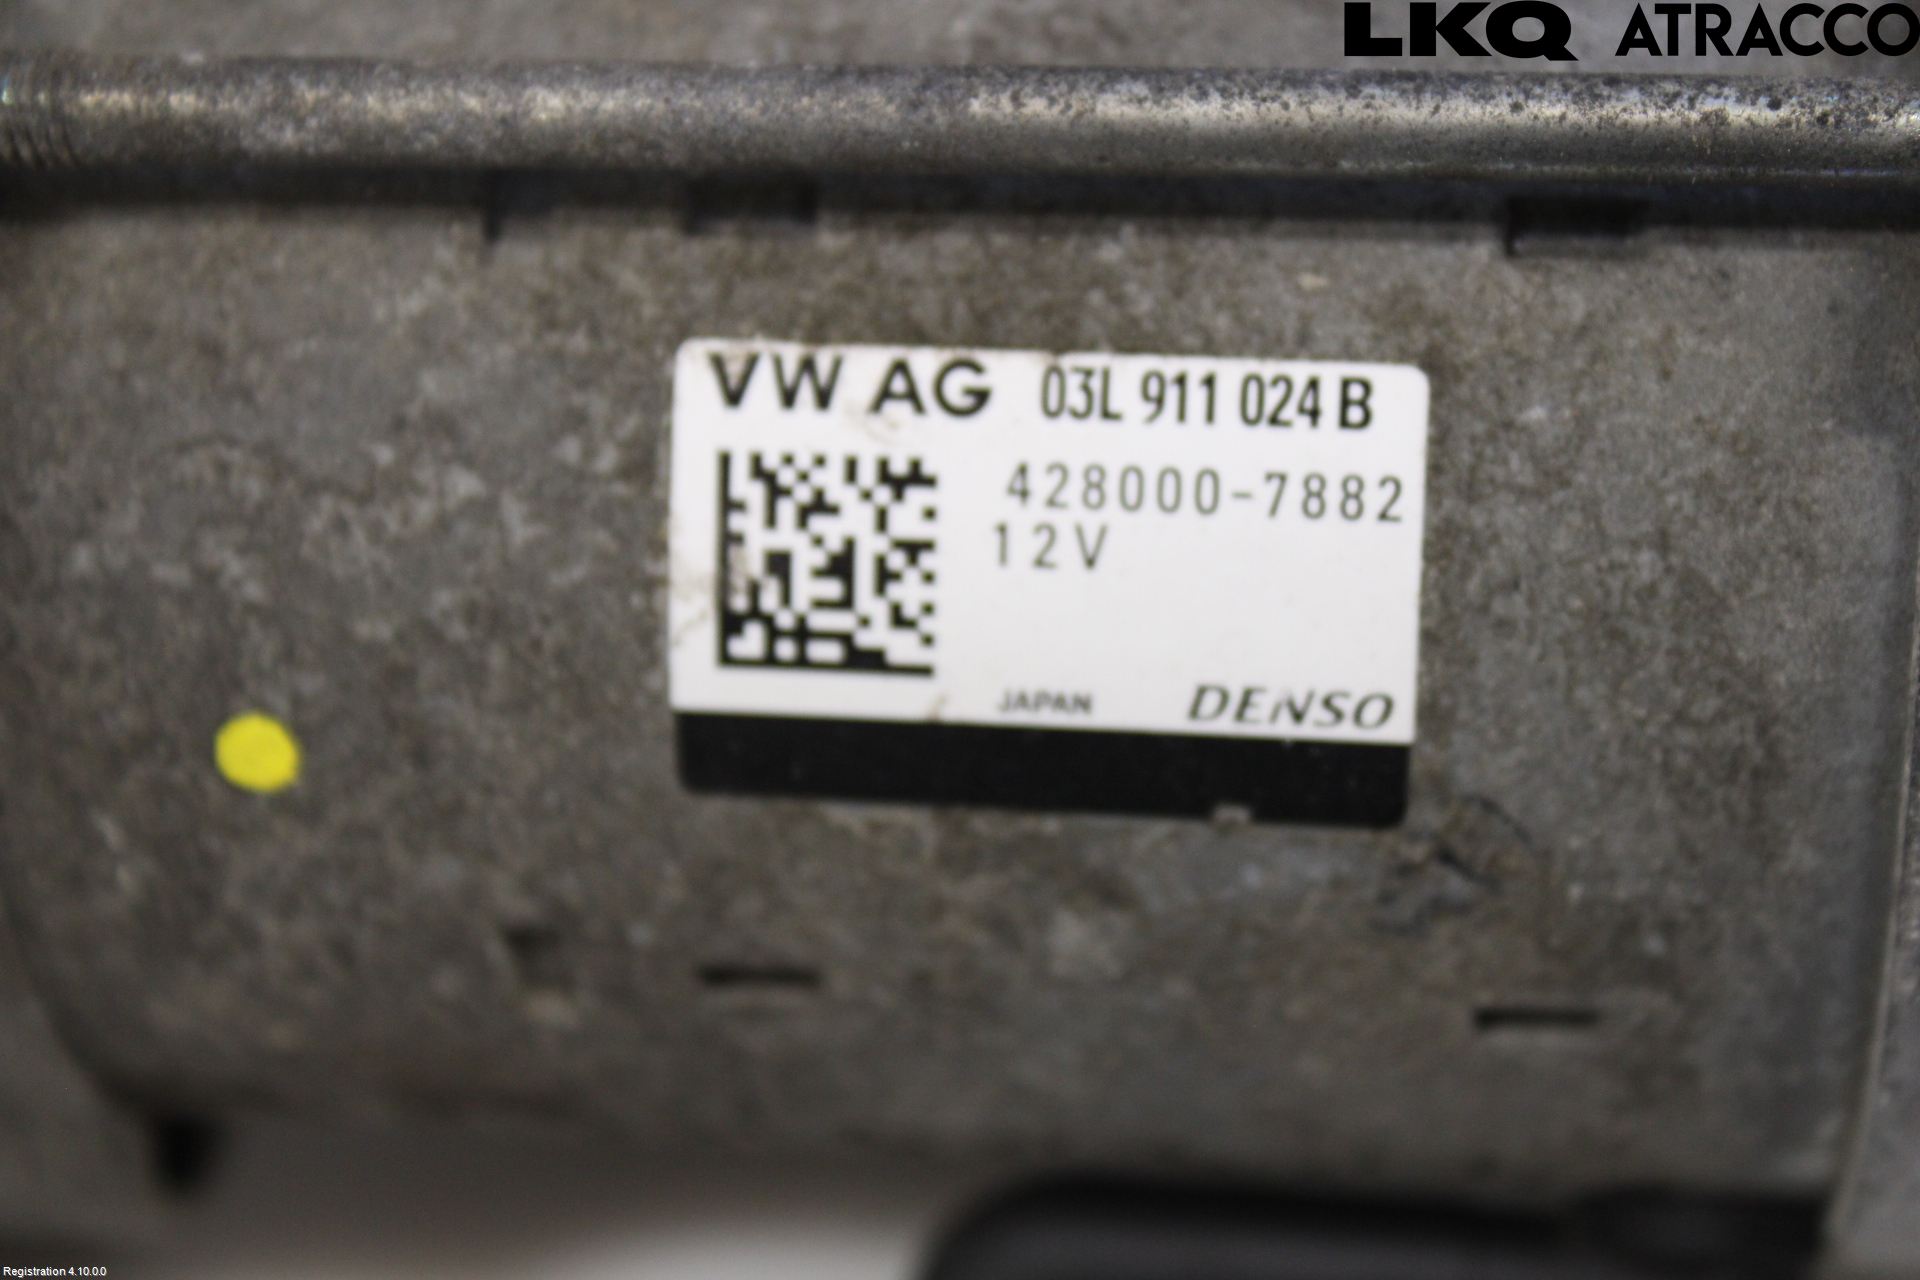 LKQ ATRACCO
VW AG 03L 911 024 B
428000-7882
12V
JAPAN DENSO
Registration 4.10.0.0